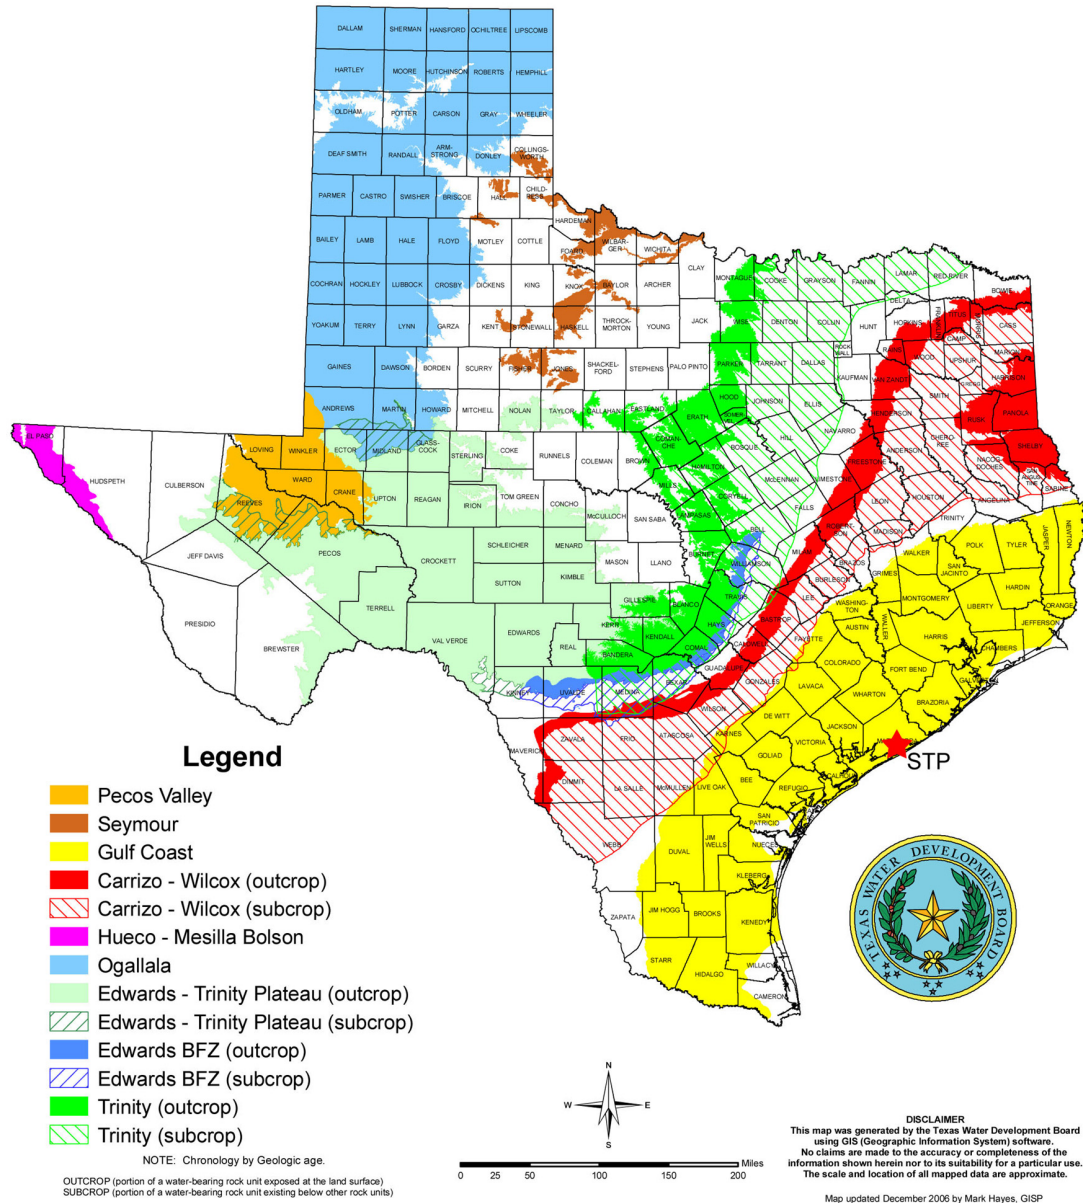 DALLAM SHERMAN HANSFORD OCHILTREE LIPSCOMB
HARTLEY MOORE HUTCHINSON ROBERTS HEMPHILL
OLDHAM POTTER CARSON GRAY WHEELER
DEAF SMITH RANDALL ARM-STRONG DONLEY COLLINGS-WORTH
PARMER CASTRO SWISHER BRISCOE HALL CHILD-RESS
HARDEMAN
BAILEY LAMB HALE FLOYD MOTLEY COTTLE FOARD WILBAR-GER WICHITA
CLAY MONTAGUE COOKE GRAYSON FANNIN LAMAR RED RIVER
BOWIE
COCHRAN HOCKLEY LUBBOCK CROSBY DICKENS KING KNOX BAYLOR ARCHER
DELTA
YOAKUM TERRY LYNN GARZA KENT STONEWALL HASKELL THROCK-MORTON YOUNG JACK WISE DENTON COLLIN HUNT HOPKINS FRANKLIN TITUS MORRIS CASS
ROCK WALL CAMP
GAINES DAWSON BORDEN SCURRY FISHER JONES SHACKEL-FORD STEPHENS PALO PINTO PARKER TARRANT DALLAS KAUFMAN RAINS WOOD UPSHUR MARION
VAN ZANDT GREGG HARRISON
ANDREWS MARTIN HOWARD MITCHELL NOLAN TAYLOR CALLAHAN EASTLAND ERATH HOOD SOMER VEL JOHNSON ELLIS HENDERSON SMITH RUSK PANOLA
EL PASO HUDSPETH CULBERSON LOVING WINKLER ECTOR MIDLAND GLASS-COCK STERLING COKE RUNNELS COLEMAN BROWN COMAN-CHE BOSQUE HILL NAVARRO ANDERSON CHERO-KEE SHELBY
NACOG-DOCHES SAN AUGUS-TINE SABINE
REEVES WARD CRANE UPTON REAGAN IRION TOM GREEN CONCHO McCULLOCH MILLS HAMILTON McLENNAN LIMESTONE FREESTONE LEON HOUSTON ANGELINA
SAN SABA LAMPASAS CORYELL FALLS ROBERT-SON MADISON TRINITY
JEFF DAVIS PECOS CROCKETT SCHLEICHER MENARD MASON LLANO BURNET BELL MILAM BRAZOS WALKER POLK TYLER JASPER NEWTON
WILLIAMSON BURLESON GRIMES SAN JACINTO HARDIN
PRESIDIO TERRELL SUTTON KIMBLE GILLESPIE BLANCO TRAVIS LEE WASHING-TON MONTGOMERY LIBERTY ORANGE
BREWSTER VAL VERDE EDWARDS REAL KERR KENDALL HAYS BASTROP FAYETTE AUSTIN WALLER HARRIS JEFFERSON
BANDERA COMAL CALDWELL CHAMBERS
KINNEY UVALDE MEDINA BEXAR GUADALUPE GONZALES LAVACA COLORADO FORT BEND
WHARTON BRAZORIA
MAVERICK ZAVALA FRIO ATASCOSA WILSON KARNES DE WITT JACKSON
DIMMIT LA SALLE McMULLEN LIVE OAK BEE GOLIAD VICTORIA
REFUGIO STP
WEBB DUVAL JIM WELLS SAN PATRICIO NUECES
KLEBERG
ZAPATA JIM HOGG BROOKS KENEDY
STARR HIDALGO WILLACY
CAMERON
Legend
Pecos Valley
Seymour
Gulf Coast
Carrizo - Wilcox (outcrop)
Carrizo - Wilcox (subcrop)
Hueco - Mesilla Bolson
Ogallala
Edwards - Trinity Plateau (outcrop)
Edwards - Trinity Plateau (subcrop)
Edwards BFZ (outcrop)
Edwards BFZ (subcrop)
Trinity (outcrop)
Trinity (subcrop)
NOTE: Chronology by Geologic age.
OUTCROP (portion of a water-bearing rock unit exposed at the land surface)
SUBCROP (portion of a water-bearing rock unit existing below other rock units)
N
W E
S
Miles
0 25 50 100 150 200
TEXAS WATER DEVELOPMENT BOARD
DISCLAIMER
This map was generated by the Texas Water Development Board
using GIS (Geographic Information System) software.
No claims are made to the accuracy or completeness of the
information shown herein nor to its suitability for a particular use.
The scale and location of all mapped data are approximate.
Map updated December 2006 by Mark Hayes, GISP